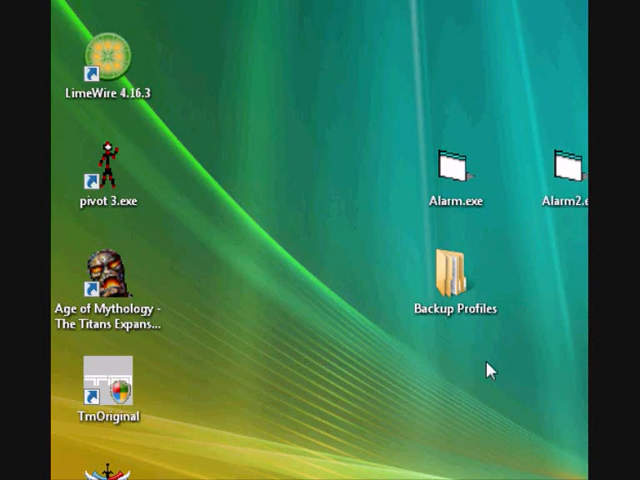 LimeWire 4.16.3
pivot 3.exe
Alarm.exe
Alarm2.e
Age of Mythology -
The Titans Expans...
Backup Profiles
TmOriginal